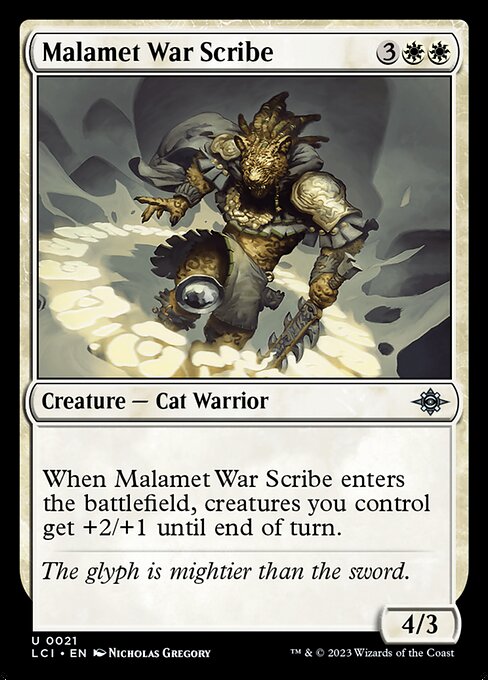 Malamet War Scribe 3
Creature — Cat Warrior
When Malamet War Scribe enters
the battlefield, creatures you control
get +2/+1 until end of turn.
The glyph is mightier than the sword.
4/3
U 0021
LCI • EN Nicholas Gregory ™ & © 2023 Wizards of the Coast